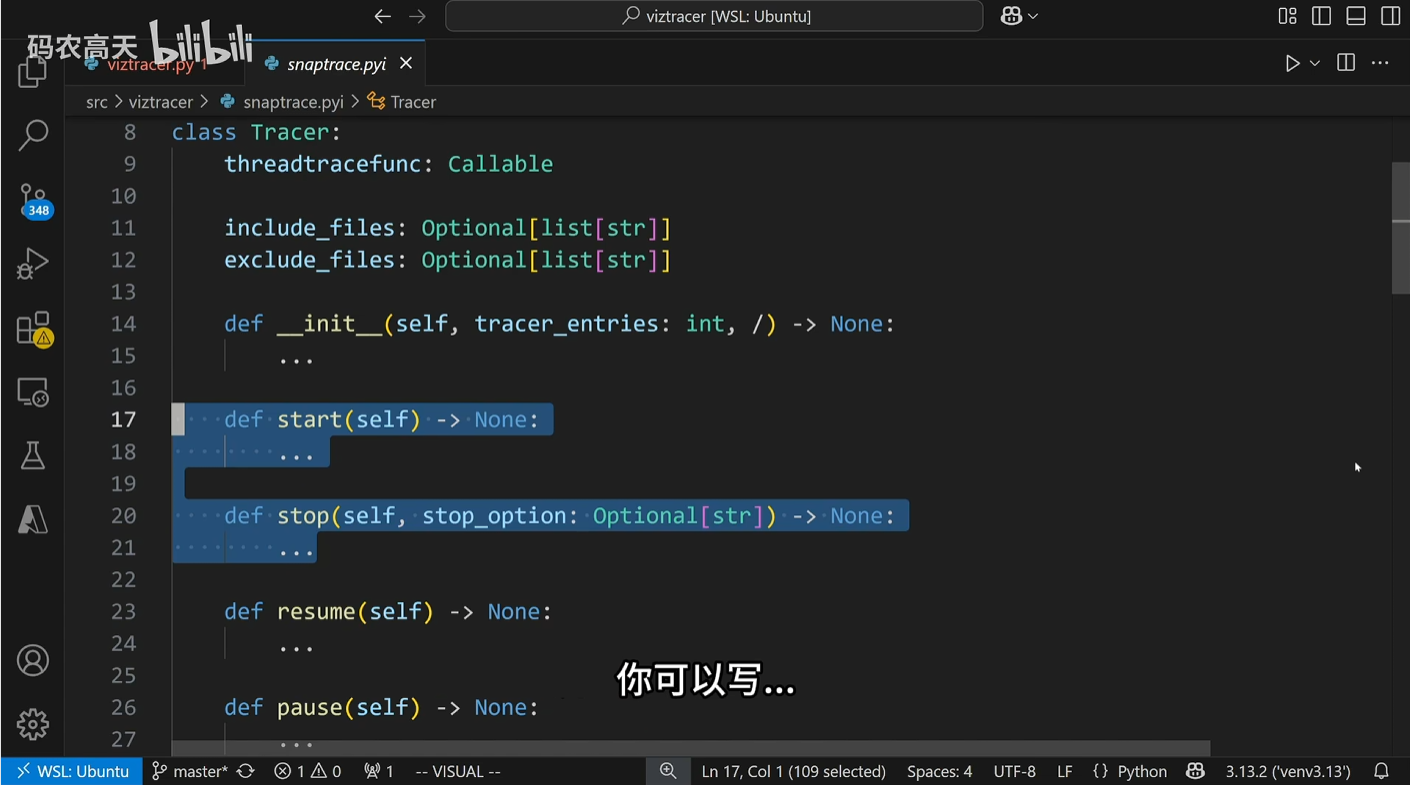 viztracer [WSL: Ubuntu]
码农高天 bilibili
viztracer.py 1
snaptrace.pyi
src > viztracer > snaptrace.pyi > Tracer
8 class Tracer:
9 threadtracefunc: Callable
10
11 include_files: Optional[list[str]]
12 exclude_files: Optional[list[str]]
13
14 def __init__(self, tracer_entries: int, /) -> None:
15 ...
16
17 def start(self) -> None:
18 ...
19
20 def stop(self, stop_option: Optional[str]) -> None:
21 ...
22
23 def resume(self) -> None:
24 ...
25
26 def pause(self) -> None:
27 ...
348
你可以写...
WSL: Ubuntu master* 1 0 1 -- VISUAL -- Ln 17, Col 1 (109 selected) Spaces: 4 UTF-8 LF {} Python 3.13.2 ('venv3.13')